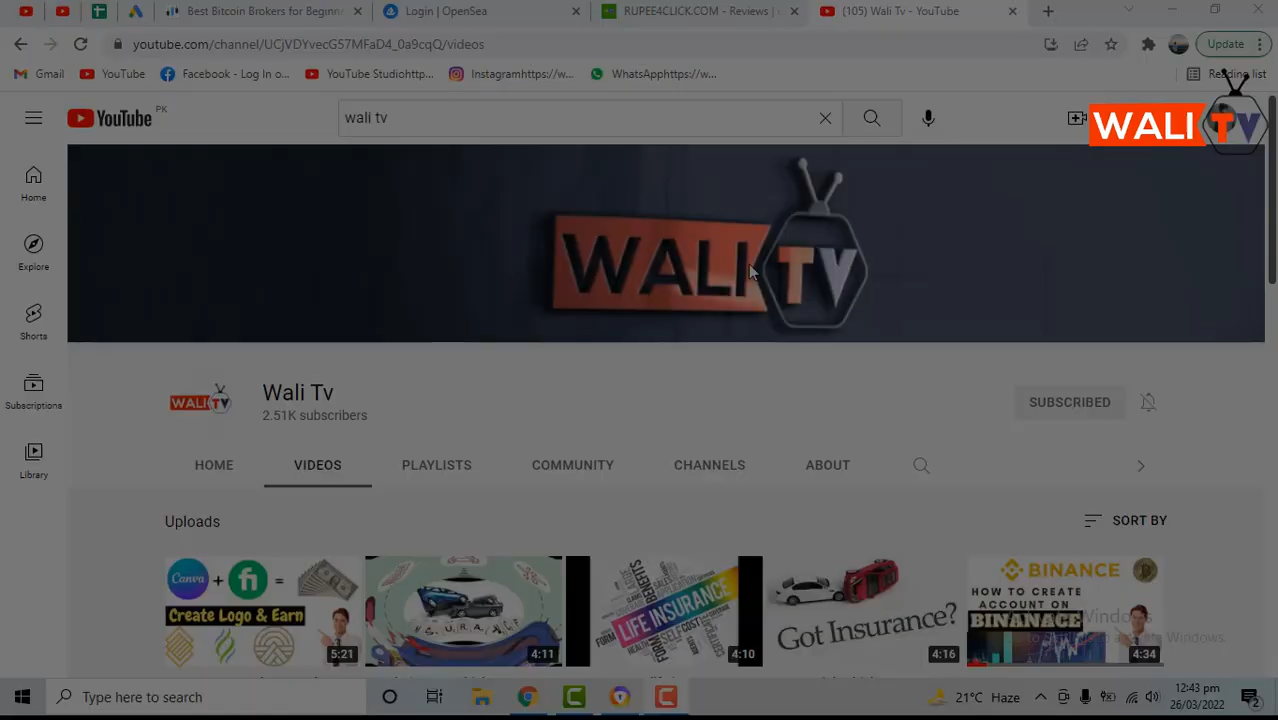 Best Bitcoin Brokers for Beginne
Login | OpenSea
RUPEE4CLICK.COM - Reviews |
(105) Wali Tv - YouTube
youtube.com/channel/UCjVDYvecG57MFaD4_0a9cqQ/videos
Update
Gmail
YouTube
Facebook - Log In o...
YouTube Studiohttp...
Instagramhttps://w...
WhatsApphttps://w...
Reading list
YouTube PK
wali tv
WALI TV
Home
Explore
Shorts
Subscriptions
Library
WALI TV
WALI TV
Wali Tv
2.51K subscribers
SUBSCRIBED
HOME
VIDEOS
PLAYLISTS
COMMUNITY
CHANNELS
ABOUT
Uploads
SORT BY
Canva + fi =
Create Logo & Earn
5:21
4:11
LIFE INSURANCE
BENEFITS
4:10
Got Insurance?
4:16
BINANCE
HOW TO CREATE
ACCOUNT ON
BINANANCE
4:34
Type here to search
21°C Haze
12:43 pm
26/03/2022
2